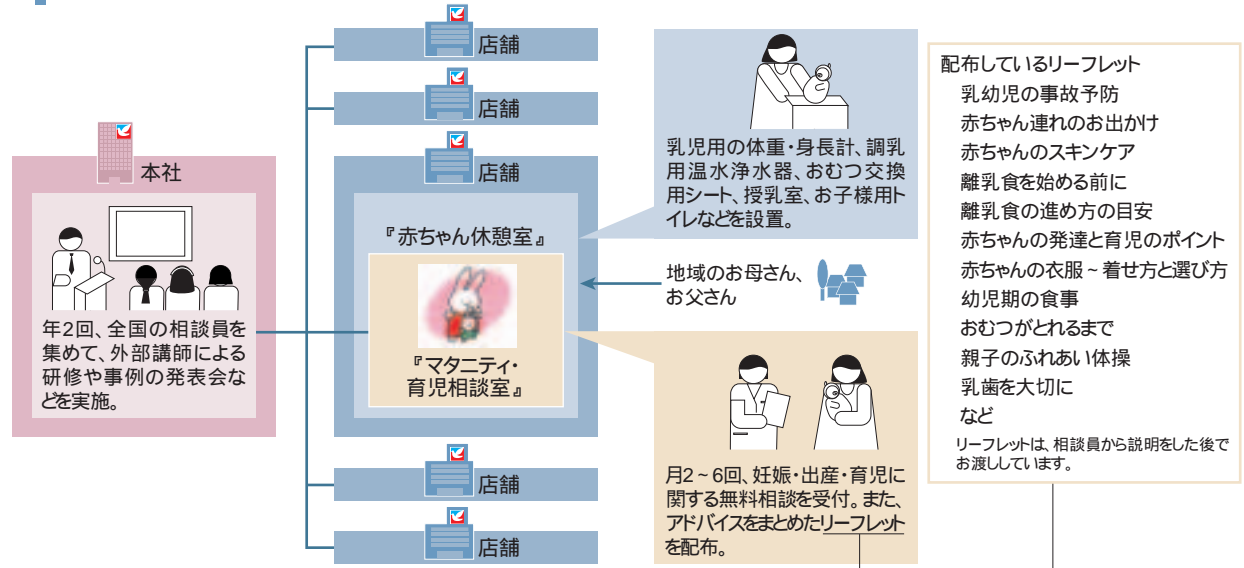 本社
年2回、全国の相談員を
集めて、外部講師による
研修や事例の発表会な
どを実施。
店舗
店舗
店舗
『赤ちゃん休憩室』
『マタニティ・
育児相談室』
店舗
店舗
乳児用の体重・身長計、調乳
用温水浄水器、おむつ交換
用シート、授乳室、お子様用ト
イレなどを設置。
地域のお母さん、
お父さん
月2~6回、妊娠・出産・育児に
関する無料相談を受付。また、
アドバイスをまとめたリーフレット
を配布。
配布しているリーフレット
乳幼児の事故予防
赤ちゃん連れのお出かけ
赤ちゃんのスキンケア
離乳食を始める前に
離乳食の進め方の目安
赤ちゃんの発達と育児のポイント
赤ちゃんの衣服~着せ方と選び方
幼児期の食事
おむつがとれるまで
親子のふれあい体操
乳歯を大切に
など
リーフレットは、相談員から説明をした後で
お渡ししています。